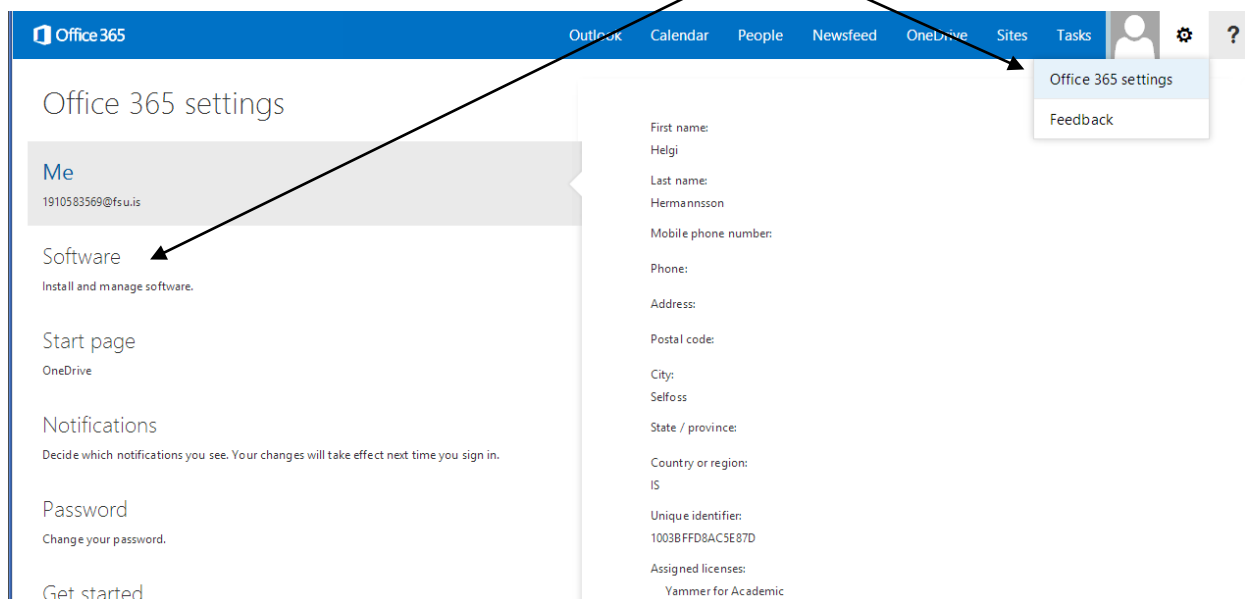 Office 365
Outlook Calendar People Newsfeed OneDrive Sites Tasks ?
Office 365 settings
Feedback
Office 365 settings
Me
1910583569@fsu.is
Software
Install and manage software.
Start page
OneDrive
Notifications
Decide which notifications you see. Your changes will take effect next time you sign in.
Password
Change your password.
Get started
First name:
Helgi
Last name:
Hermannsson
Mobile phone number:
Phone:
Address:
Postal code:
City:
Selfoss
State / province:
Country or region:
IS
Unique identifier:
1003BFFD8AC5E87D
Assigned licenses:
Yammer for Academic